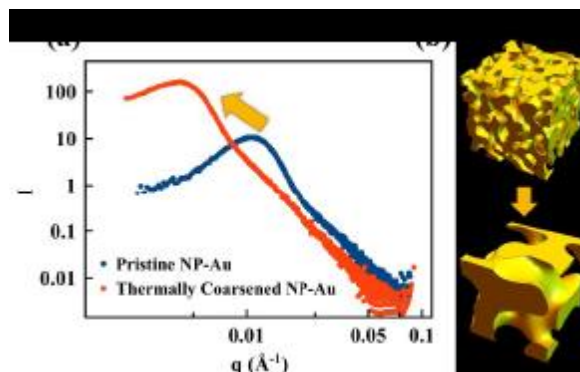 (a)
(b)
100
10
1
0.1
0.01
I
Pristine NP-Au
Thermally Coarsened NP-Au
0.01
0.05
0.1
q (Å⁻¹)